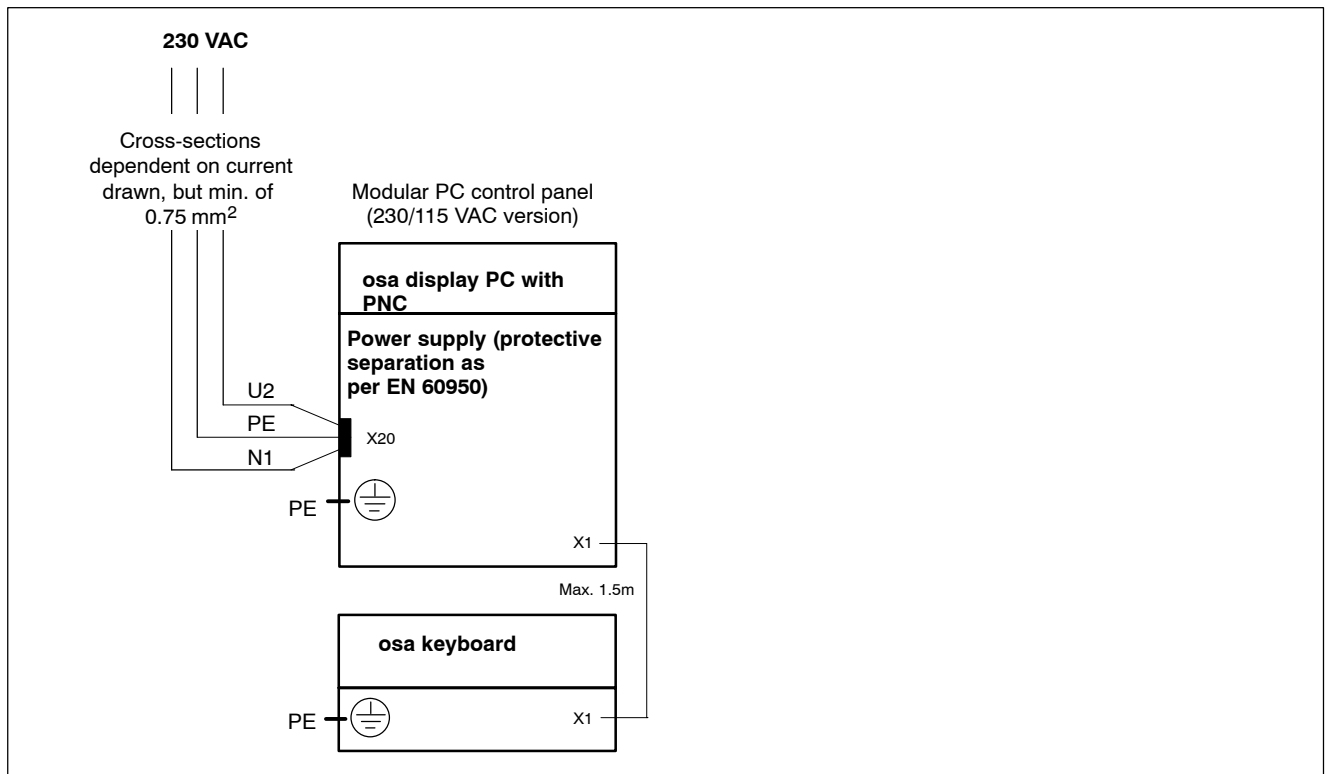 230 VAC
Cross-sections
dependent on current
drawn, but min. of
0.75 mm2
Modular PC control panel
(230/115 VAC version)
osa display PC with
PNC
Power supply (protective
separation as
per EN 60950)
U2
PE
X20
N1
PE
X1
Max. 1.5m
osa keyboard
PE
X1